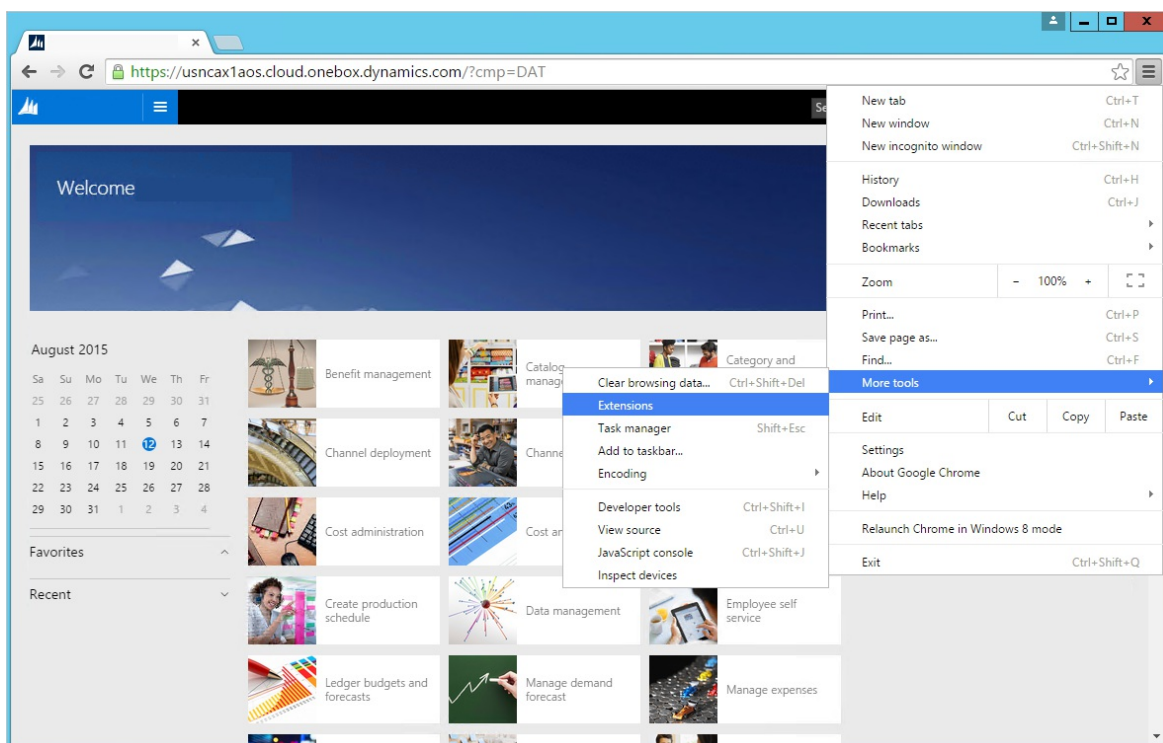 https://usncax1aos.cloud.onebox.dynamics.com/?cmp=DAT
Se
Welcome
August 2015
Sa Su Mo Tu We Th Fr
25 26 27 28 29 30 31
1 2 3 4 5 6 7
8 9 10 11 12 13 14
15 16 17 18 19 20 21
22 23 24 25 26 27 28
29 30 31 1 2 3 4
Favorites
Recent
Benefit management
Catalog
manag
Category and
Channel deployment
Channe
Cost administration
Cost an
Create production
schedule
Data management
Employee self
service
Ledger budgets and
forecasts
Manage demand
forecast
Manage expenses
New tab Ctrl+T
New window Ctrl+N
New incognito window Ctrl+Shift+N
History Ctrl+H
Downloads Ctrl+J
Recent tabs
Bookmarks
Zoom - 100% +
Print... Ctrl+P
Save page as... Ctrl+S
Find... Ctrl+F
More tools
Edit Cut Copy Paste
Settings
About Google Chrome
Help
Relaunch Chrome in Windows 8 mode
Exit Ctrl+Shift+Q
Clear browsing data... Ctrl+Shift+Del
Extensions
Task manager Shift+Esc
Add to taskbar...
Encoding
Developer tools Ctrl+Shift+I
View source Ctrl+U
JavaScript console Ctrl+Shift+J
Inspect devices